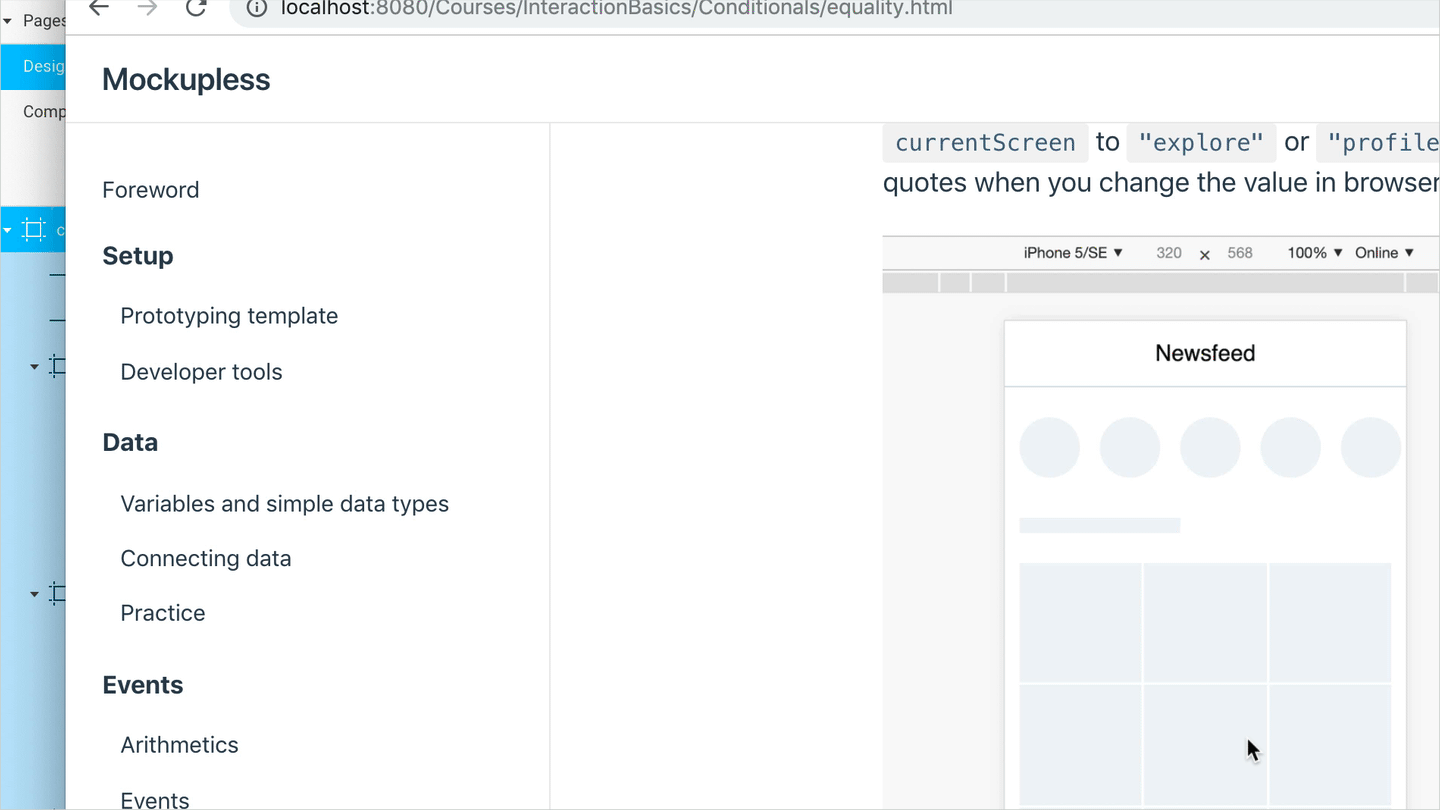 Pages
localhost:8080/Courses/InteractionBasics/Conditionals/equality.html
Desig
Comp
c
Mockupless
Foreword
Setup
Prototyping template
Developer tools
Data
Variables and simple data types
Connecting data
Practice
Events
Arithmetics
Events
currentScreen to "explore" or "profile
quotes when you change the value in browser
iPhone 5/SE ▼ 320 × 568 100% ▼ Online ▼
Newsfeed